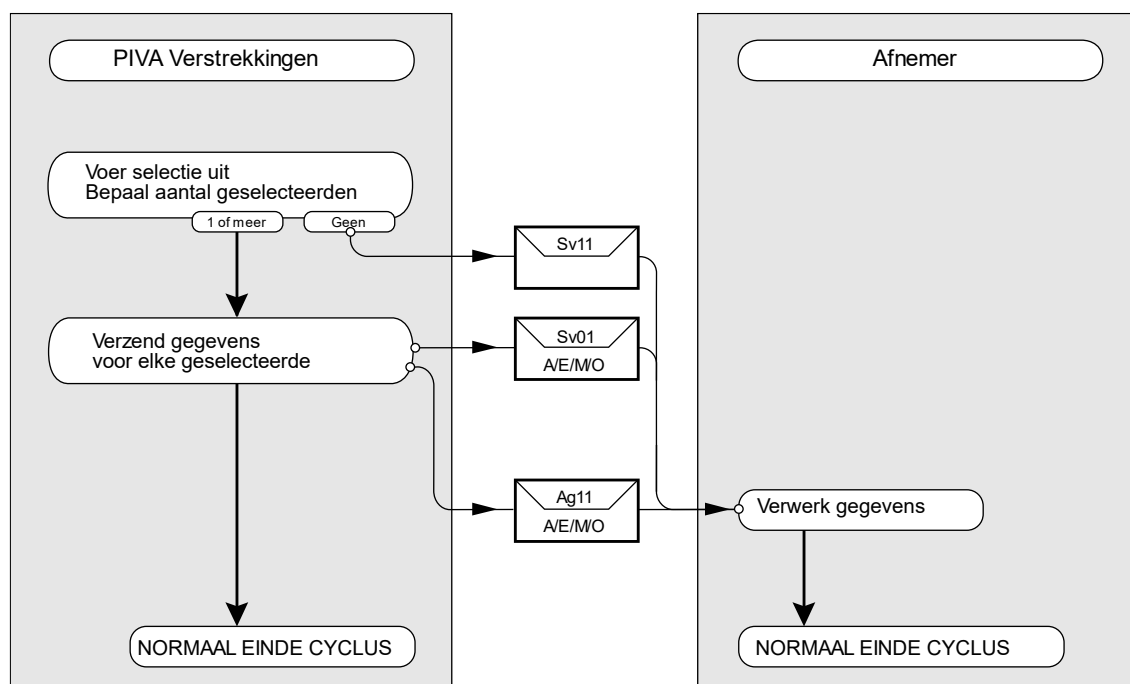 PIVA Verstrekkingen
Afnemer
Voer selectie uit
Bepaal aantal geselecteerden
1 of meer
Geen
Sv11
Verzend gegevens
voor elke geselecteerde
Sv01
A/E/M/O
Ag11
A/E/M/O
Verwerk gegevens
NORMAAL EINDE CYCLUS
NORMAAL EINDE CYCLUS